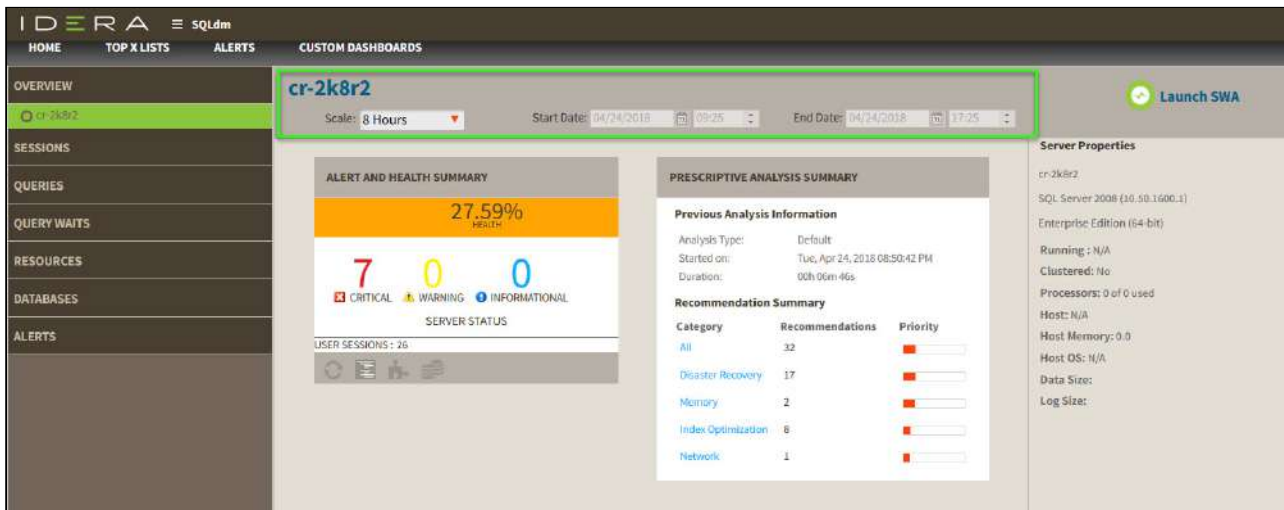 IDERA ≡ SQLdm
HOME TOP X LISTS ALERTS CUSTOM DASHBOARDS
OVERVIEW
cr-2k8r2
SESSIONS
QUERIES
QUERY WAITS
RESOURCES
DATABASES
ALERTS
cr-2k8r2
Scale: 8 Hours Start Date: 04/24/2018 09:25 End Date: 04/24/2018 17:25
Launch SWA
ALERT AND HEALTH SUMMARY
27.59%
HEALTH
7 0 0
CRITICAL WARNING INFORMATIONAL
SERVER STATUS
USER SESSIONS : 26
PRESCRIPTIVE ANALYSIS SUMMARY
Previous Analysis Information
Analysis Type: Default
Started on: Tue, Apr 24, 2018 08:50:42 PM
Duration: 00h 06m 46s
Recommendation Summary
Category Recommendations Priority
All 32
Disaster Recovery 17
Memory 2
Index Optimization 8
Network 1
Server Properties
cr-2k8r2
SQL Server 2008 (10.50.1600.1)
Enterprise Edition (64-bit)
Running : N/A
Clustered: No
Processors: 0 of 0 used
Host: N/A
Host Memory: 0.0
Host OS: N/A
Data Size:
Log Size: